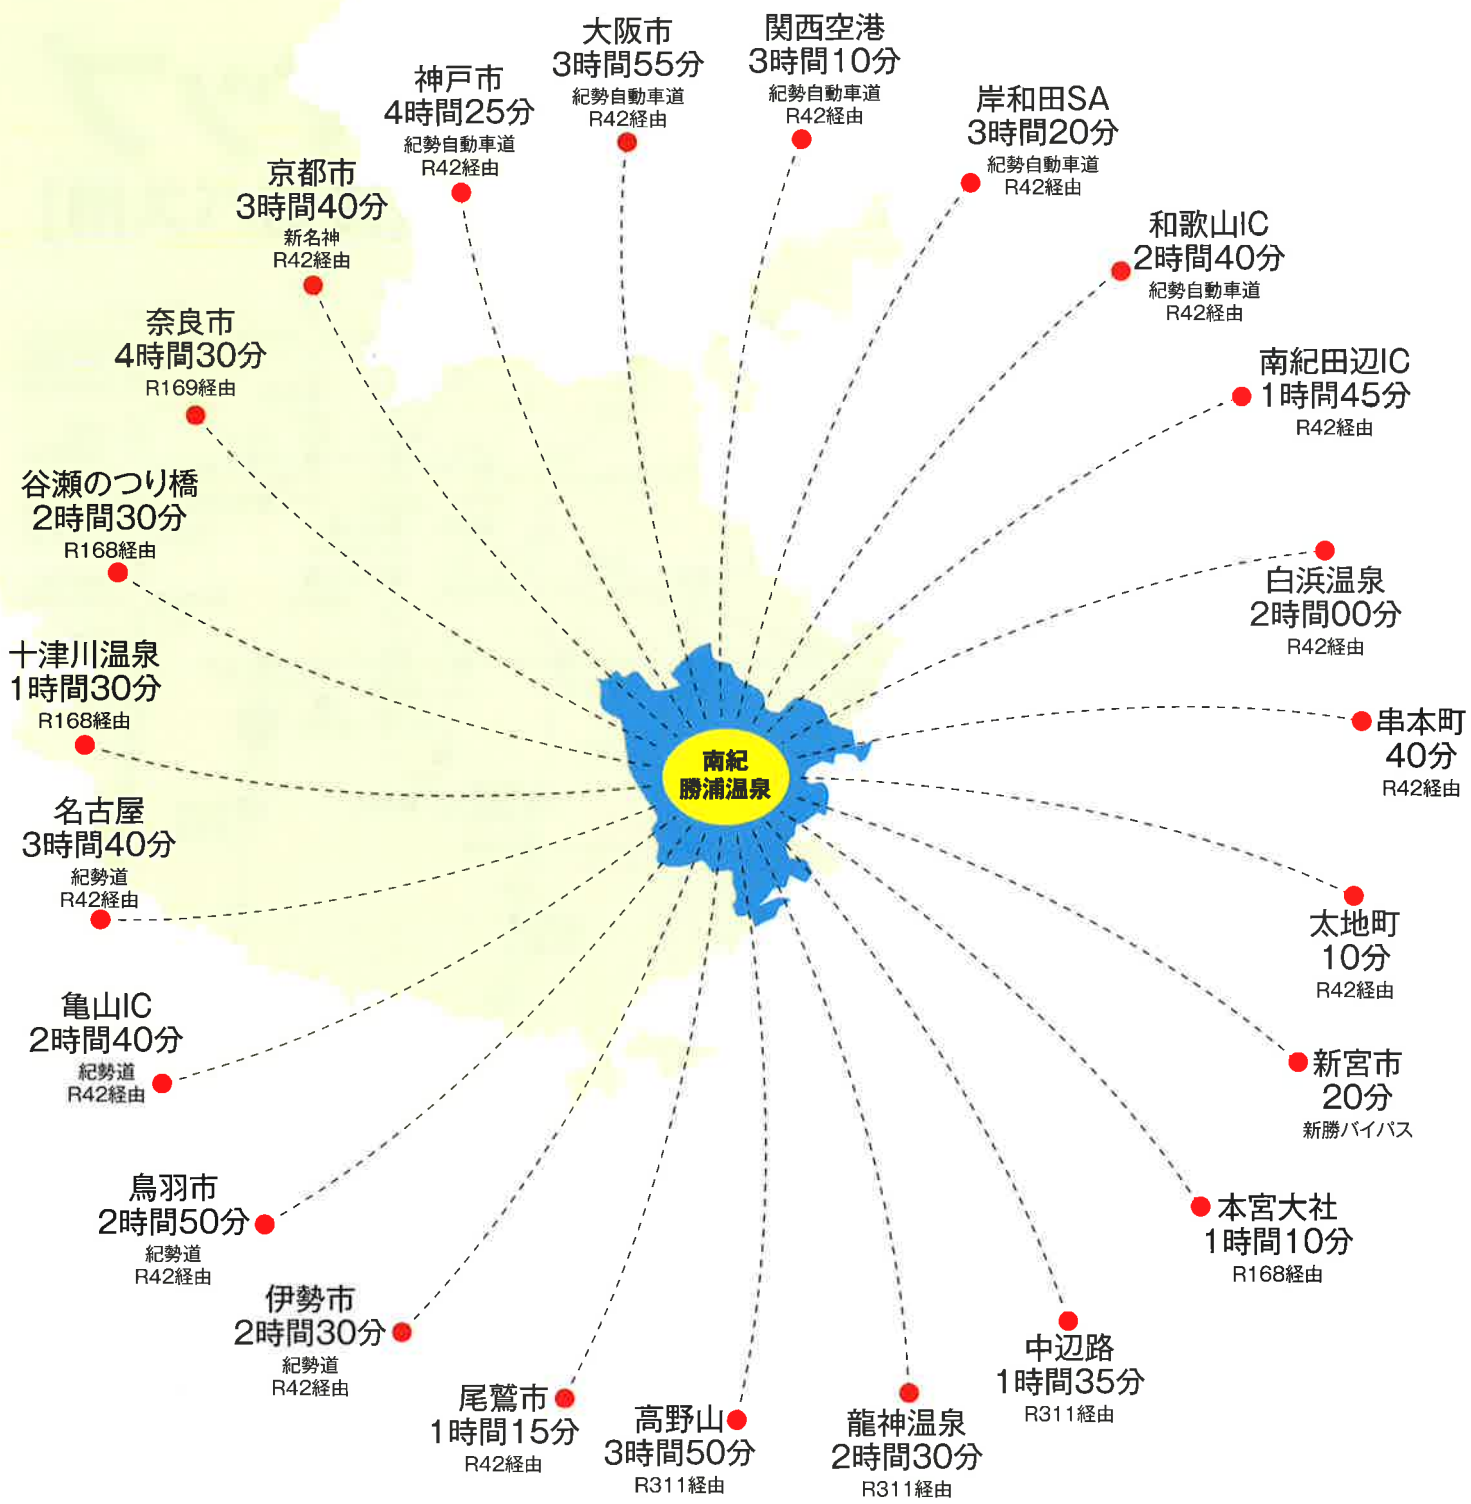 大阪市
3時間55分
紀勢自動車道
R42経由
関西空港
3時間10分
紀勢自動車道
R42経由
岸和田SA
3時間20分
紀勢自動車道
R42経由
和歌山IC
2時間40分
紀勢自動車道
R42経由
南紀田辺IC
1時間45分
R42経由
白浜温泉
2時間00分
R42経由
串本町
40分
R42経由
太地町
10分
R42経由
新宮市
20分
新勝バイパス
本宮大社
1時間10分
R168経由
中辺路
1時間35分
R311経由
龍神温泉
2時間30分
R311経由
高野山
3時間50分
R311経由
尾鷲市
1時間15分
R42経由
伊勢市
2時間30分
紀勢道
R42経由
鳥羽市
2時間50分
紀勢道
R42経由
亀山IC
2時間40分
紀勢道
R42経由
名古屋
3時間40分
紀勢道
R42経由
十津川温泉
1時間30分
R168経由
谷瀬のつり橋
2時間30分
R168経由
奈良市
4時間30分
R169経由
京都市
3時間40分
新名神
R42経由
神戸市
4時間25分
紀勢自動車道
R42経由
南紀
勝浦温泉